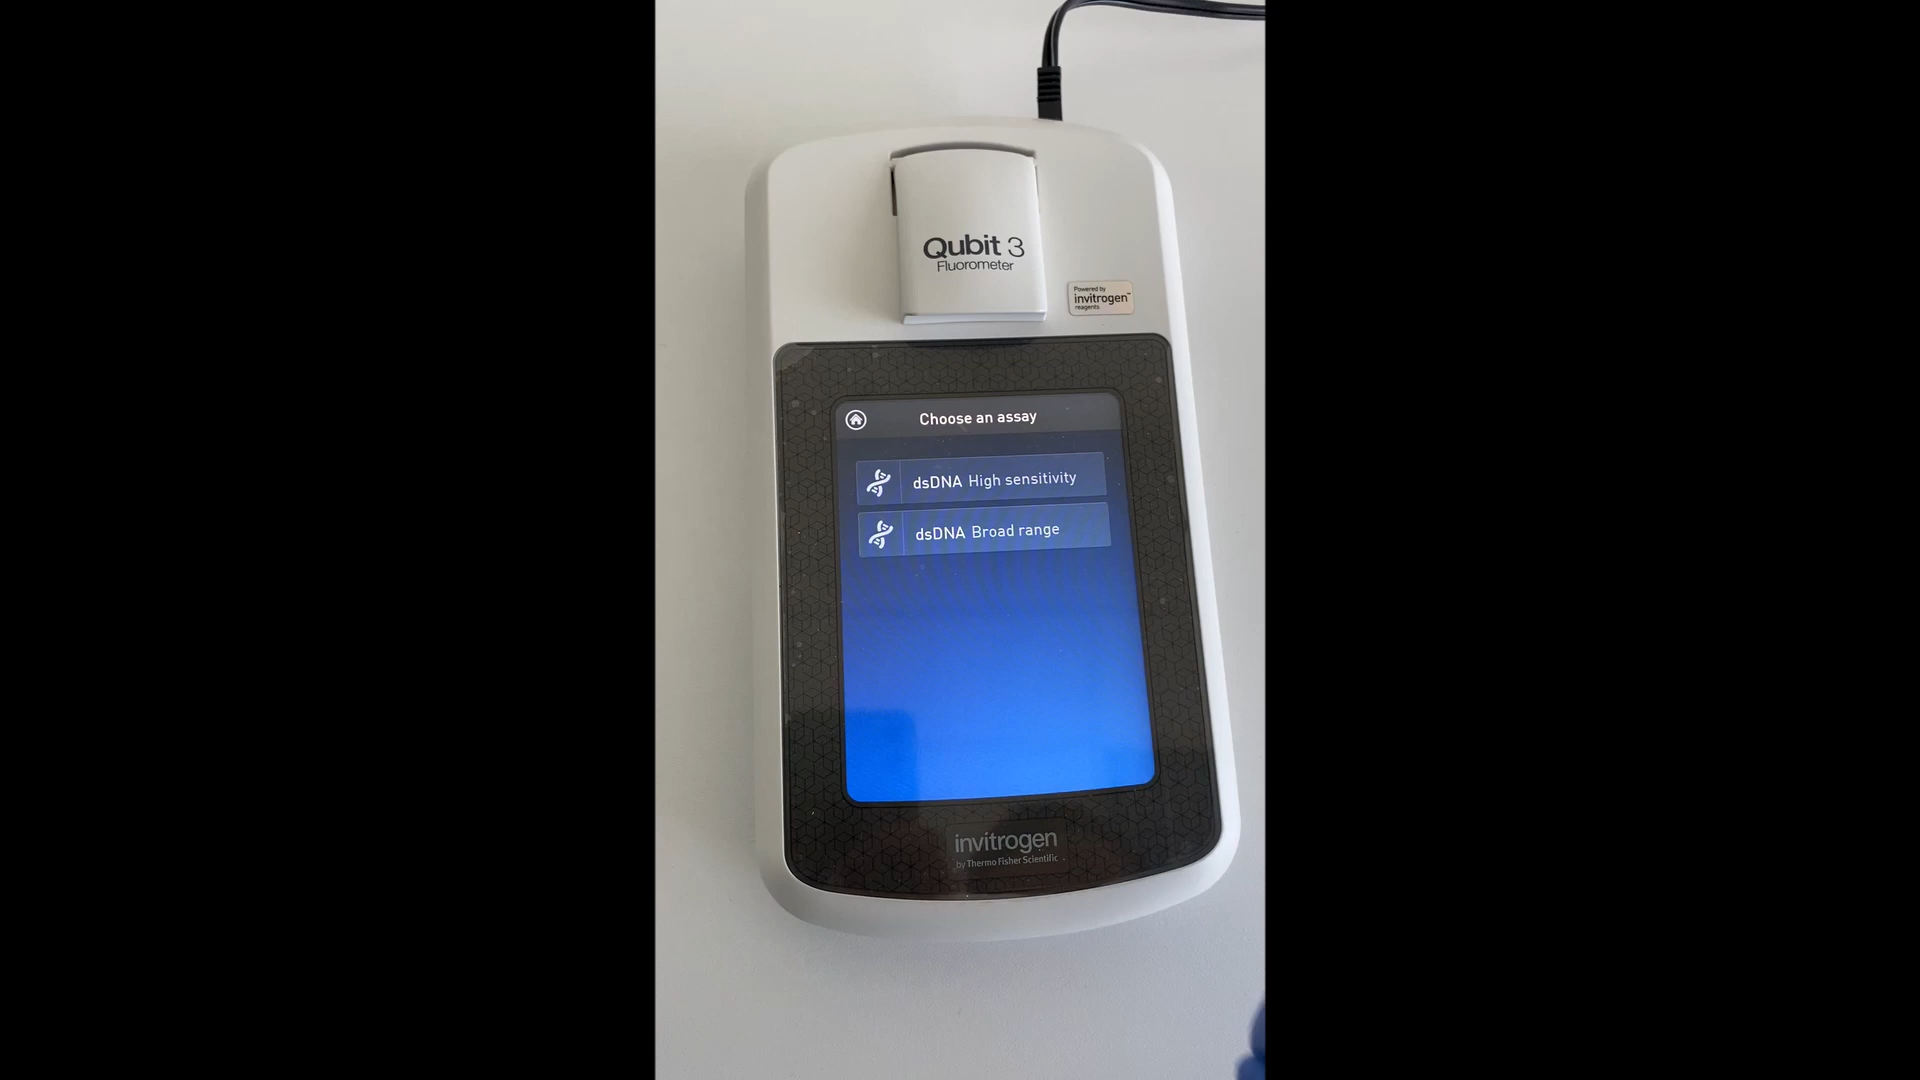 Qubit 3
Fluorometer
Powered by
invitrogen™
reagents
Choose an assay
dsDNA High sensitivity
dsDNA Broad range
invitrogen
by Thermo Fisher Scientific